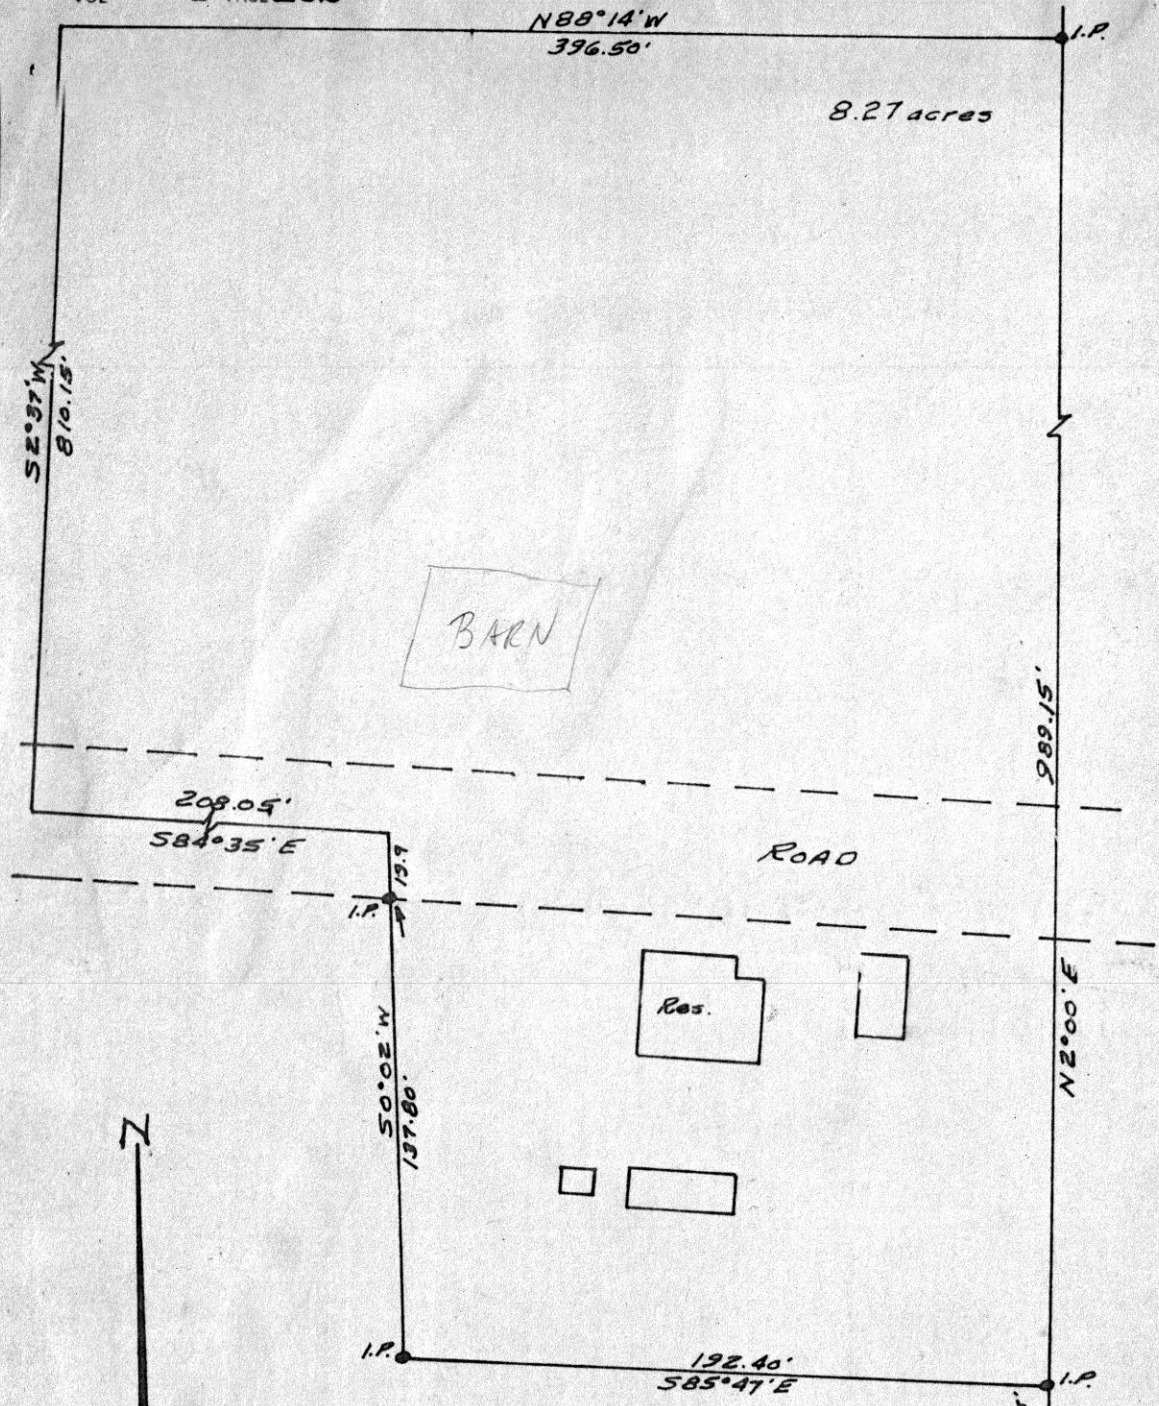 N88°14'W
396.50'
I.P.
8.27 acres
S2°37'W
810.15'
BARN
989.15'
208.05'
S84°35'E
19.9
ROAD
I.P.
Res.
N2°00'E
S0°02'W
137.80'
N
I.P.
192.40'
S85°47'E
I.P.